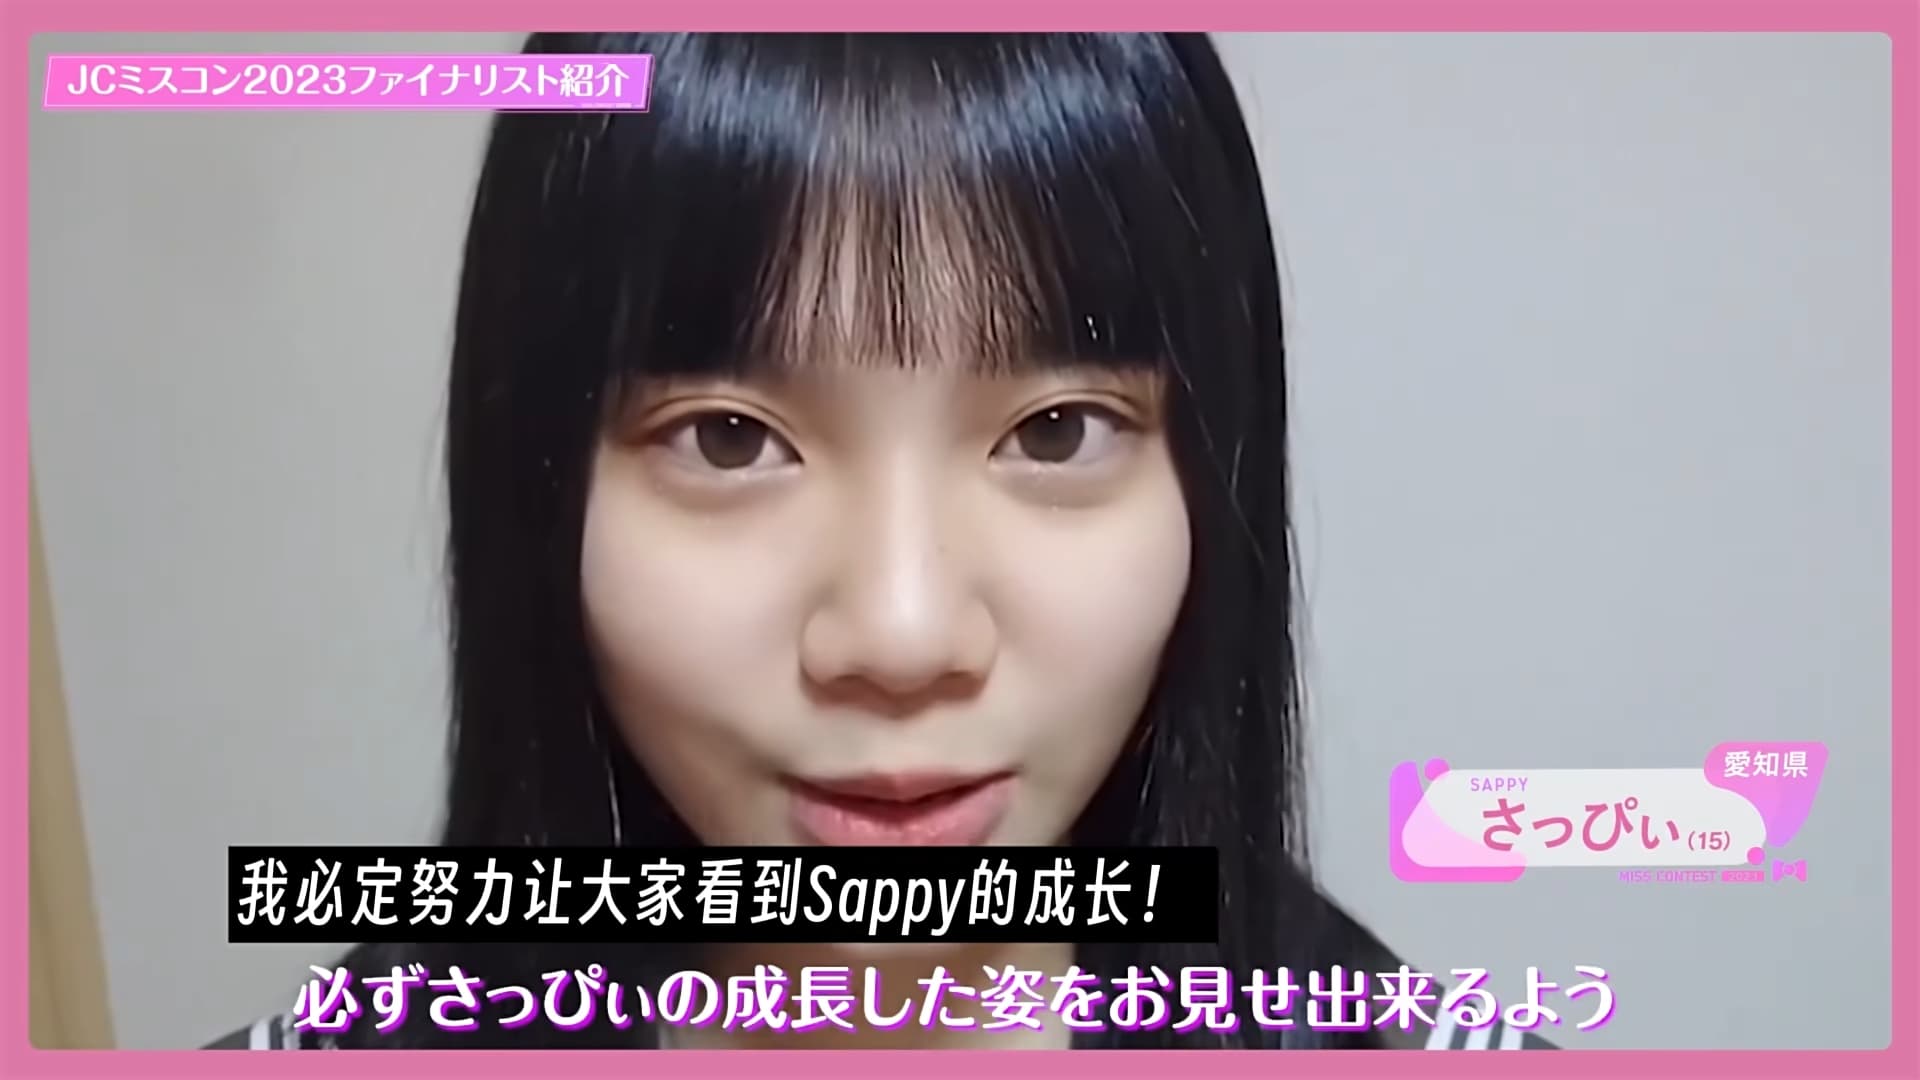 JCミスコン2023ファイナリスト紹介
愛知県
SAPPY
さっぴぃ(15)
MISS CONTEST 2023
我必定努力让大家看到Sappy的成长!
必ずさっぴぃの成長した姿をお見せ出来るよう